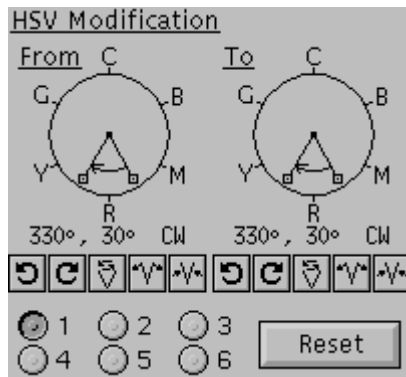 HSV Modification
From To
C C
G B G B
Y M Y M
R R
330°, 30° CW 330°, 30° CW
1 2 3
4 5 6
Reset